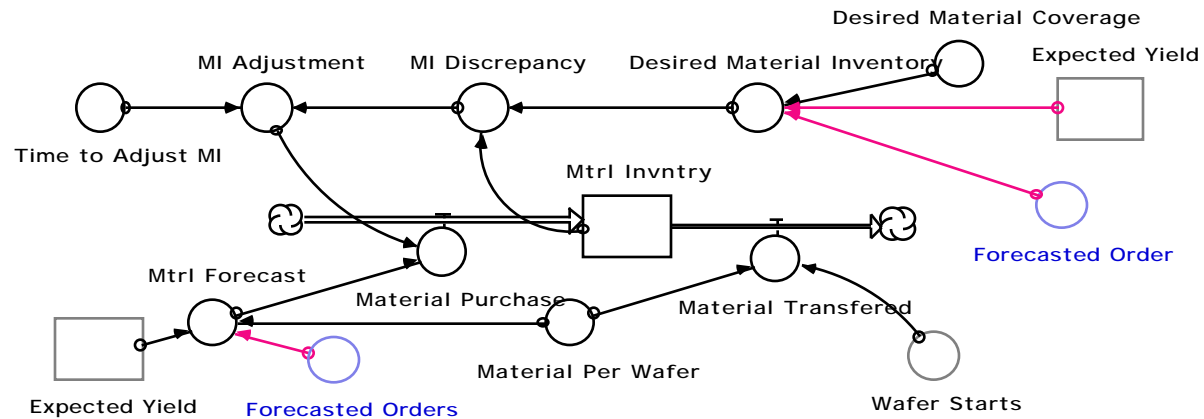 Desired Material Coverage
MI Adjustment
MI Discrepancy
Desired Material Inventory
Expected Yield
Time to Adjust MI
Mtrl Invntry
Forecasted Order
Mtrl Forecast
Material Purchase
Material Transfered
Material Per Wafer
Expected Yield
Forecasted Orders
Wafer Starts